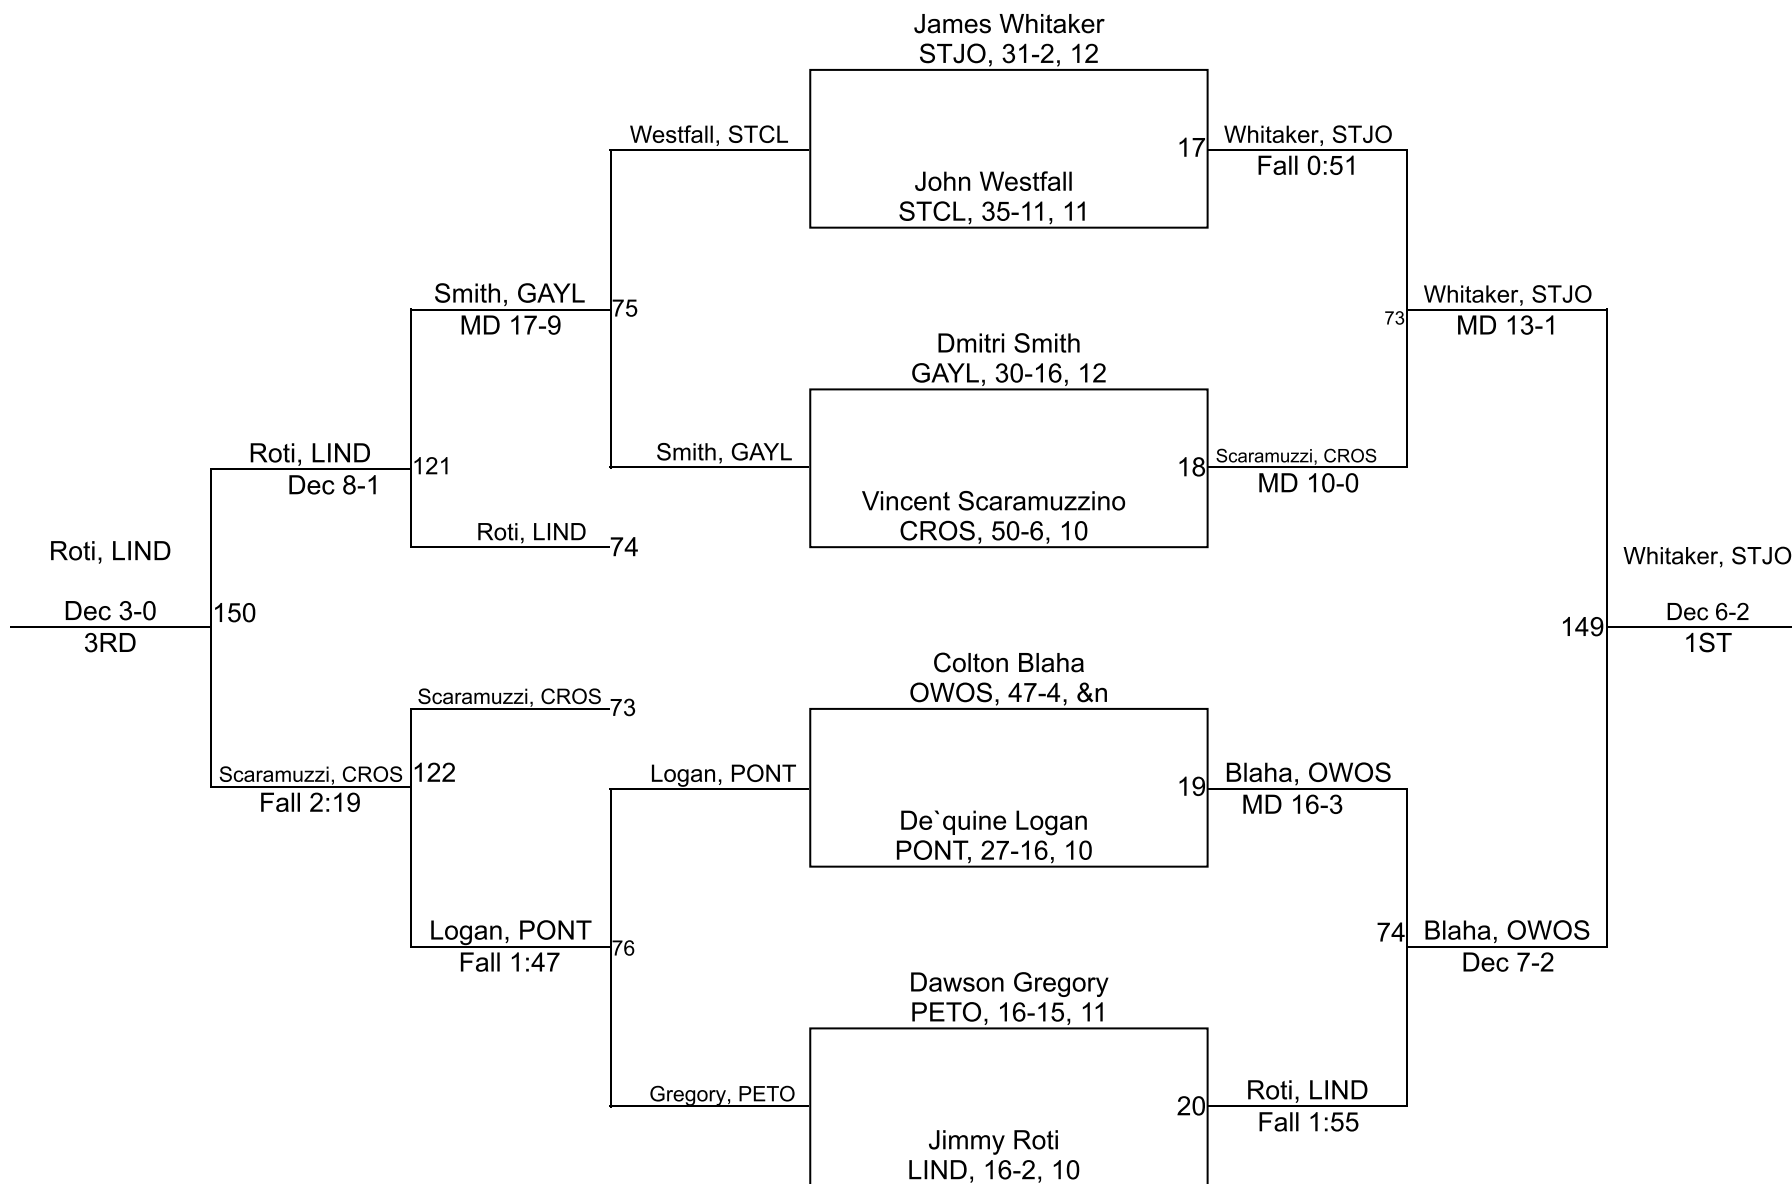 James Whitaker
STJO, 31-2, 12
Westfall, STCL
17
Whitaker, STJO
Fall 0:51
John Westfall
STCL, 35-11, 11
Smith, GAYL
MD 17-9
75
73
Whitaker, STJO
MD 13-1
Dmitri Smith
GAYL, 30-16, 12
Roti, LIND
Dec 8-1
121
Smith, GAYL
18
Scaramuzzi, CROS
MD 10-0
Vincent Scaramuzzino
CROS, 50-6, 10
Roti, LIND
74
Roti, LIND
Dec 3-0
3RD
150
149
Whitaker, STJO
Dec 6-2
1ST
Colton Blaha
OWOS, 47-4, &n
Scaramuzzi, CROS
73
Scaramuzzi, CROS
Fall 2:19
122
Logan, PONT
19
Blaha, OWOS
MD 16-3
De`quine Logan
PONT, 27-16, 10
Logan, PONT
Fall 1:47
76
74
Blaha, OWOS
Dec 7-2
Dawson Gregory
PETO, 16-15, 11
Gregory, PETO
20
Roti, LIND
Fall 1:55
Jimmy Roti
LIND, 16-2, 10